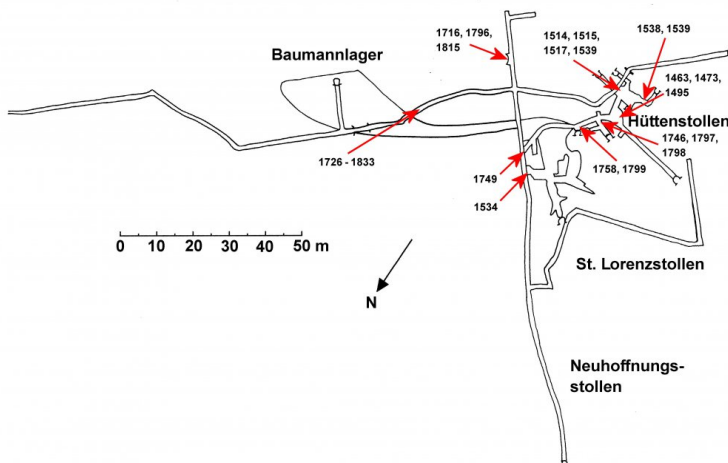 1716, 1796,
1815
1514, 1515,
1517, 1539
1538, 1539
1463, 1473,
1495
Baumannlager
Hüttenstollen
1726 - 1833
1746, 1797,
1798
1758, 1799
1749
1534
0 10 20 30 40 50 m
St. Lorenzstollen
N
Neuhoffnungs-
stollen